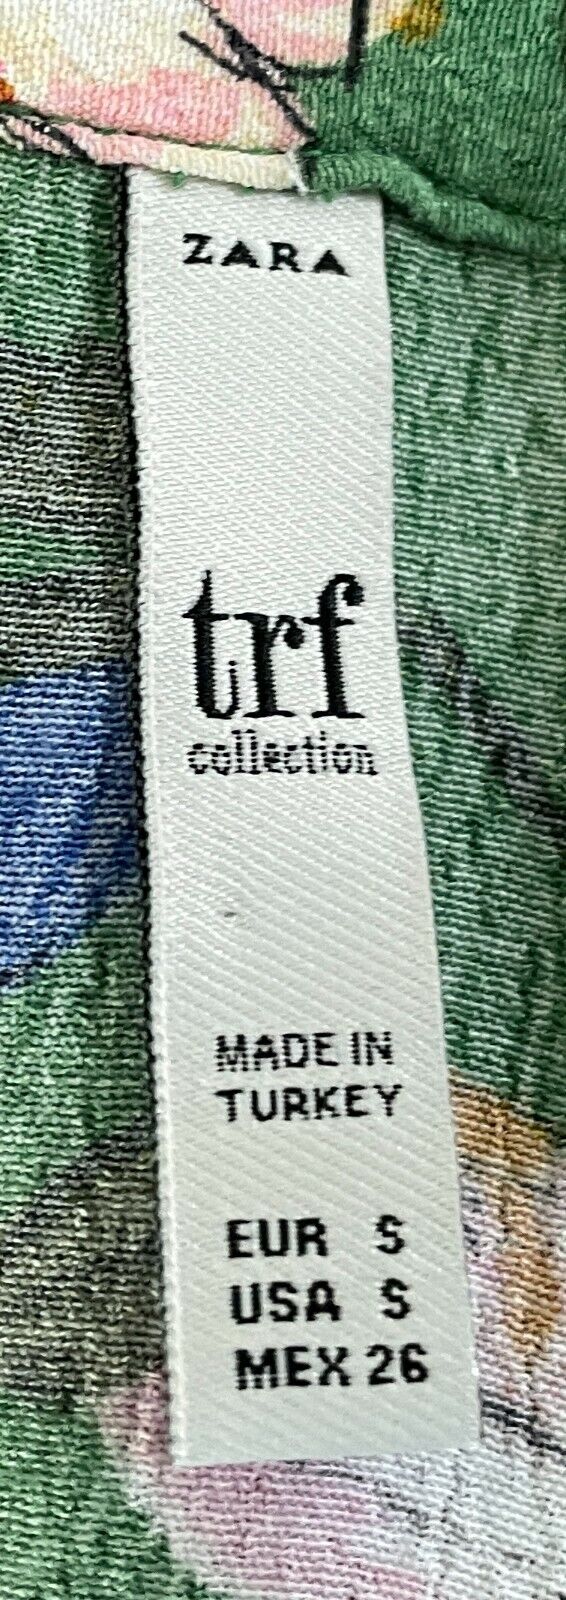 ZARA
trf
collection
MADE IN
TURKEY
EUR S
USA S
MEX 26